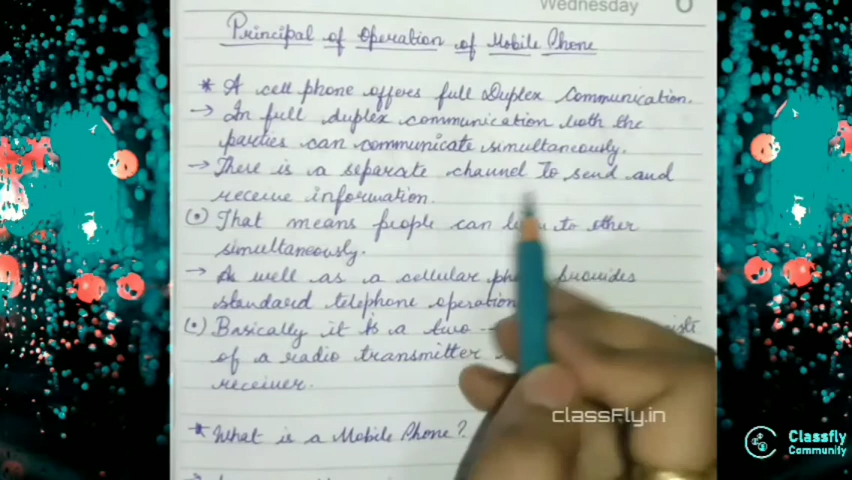 Wednesday
Principal of Operation of Mobile Phone
* A cell phone offers full Duplex Communication.
→ In full duplex communication both the
parties can communicate simultaneously.
→ There is a separate channel To send and
receive information.
(•) That means people can to other
simultaneously.
→ As well as a cellular provides
standard telephone operation
(•) Basically it is a two -
of a radio transmitter
receiver.
* What is a Mobile Phone?
classFly.in
Classfly
Community